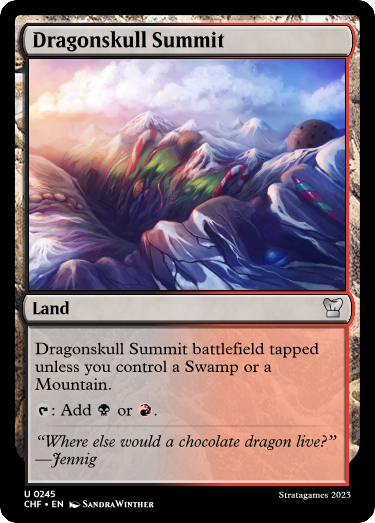 Dragonskull Summit
Land
Dragonskull Summit battlefield tapped
unless you control a Swamp or a
Mountain.
: Add or .
“Where else would a chocolate dragon live?”
—Jennig
U 0245
CHF • EN SandraWinther
Stratagames 2023